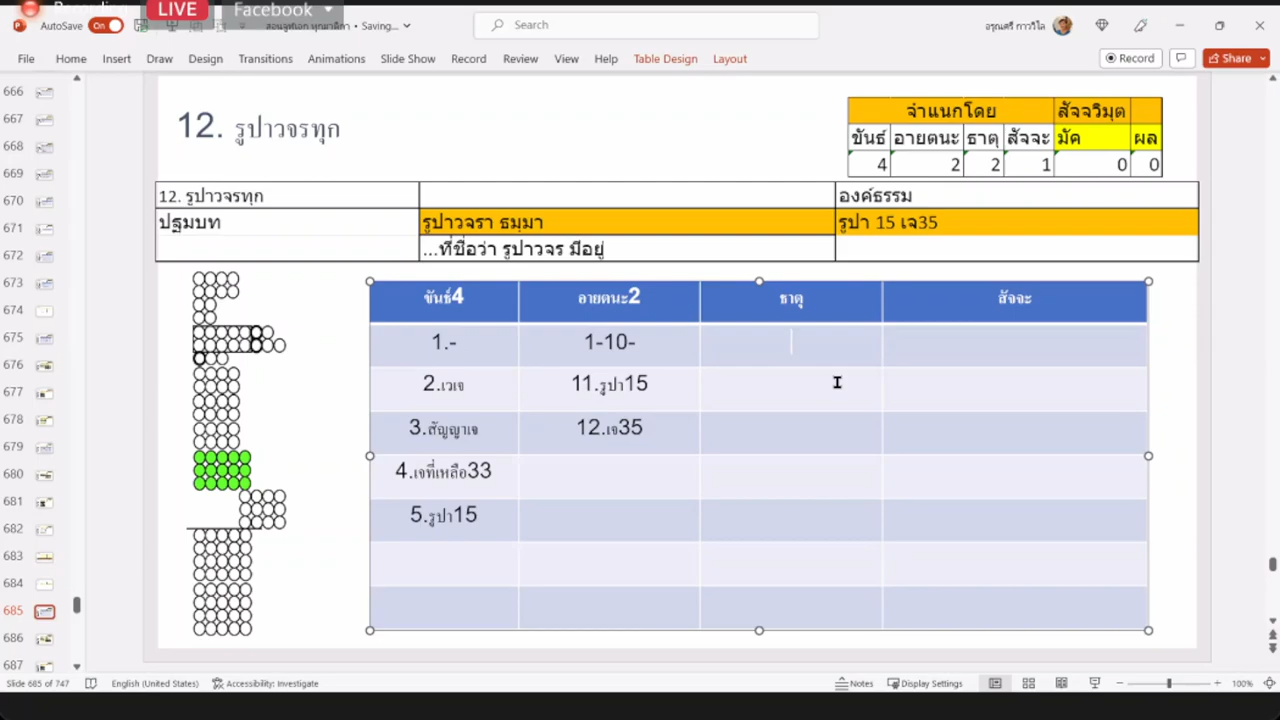 Recording
LIVE
Facebook
AutoSave On
Saving...
Search
อรุณศรี กาวิวิไล
File Home Insert Draw Design Transitions Animations Slide Show Record Review View Help Table Design Layout
Record
Share
666
667
668
669
670
671
672
673
674
675
676
677
678
679
680
681
682
683
684
685
686
687
12. รูปาวจรทุก
จำแนกโดย สัจจวิมุต
ขันธ์ อายตนะ ธาตุ สัจจะ มัค ผล
4 2 2 1 0 0
12. รูปาวจรทุก องค์ธรรม
ปฐมบท รูปาวจรา ธมฺมา รูปา 15 เจ35
...ที่ชื่อว่า รูปาวจร มีอยู่
ขันธ์4 อายตนะ2 ธาตุ สัจจะ
1.- 1-10-
2.เวเจ 11.รูปา15
3.สัญญาเจ 12.เจ35
4.เจที่เหลือ33
5.รูปา15
Slide 685 of 747 English (United States) Accessibility: Investigate Notes Display Settings 100%